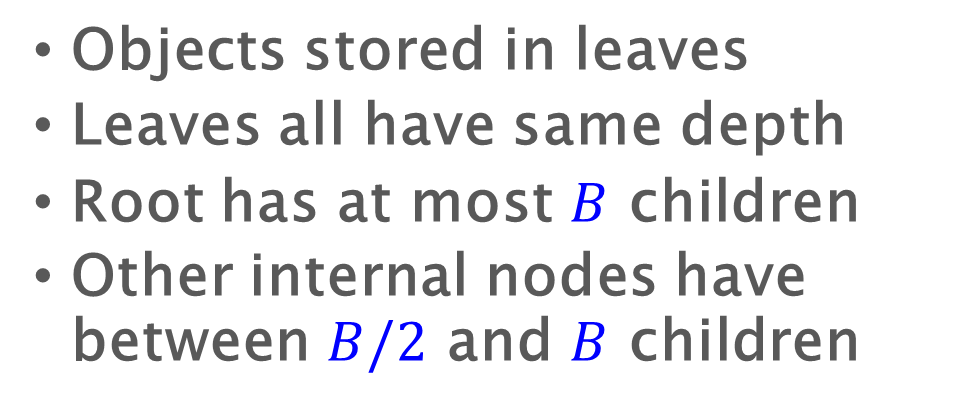 • Objects stored in leaves
• Leaves all have same depth
• Root has at most B children
• Other internal nodes have
between B/2 and B children